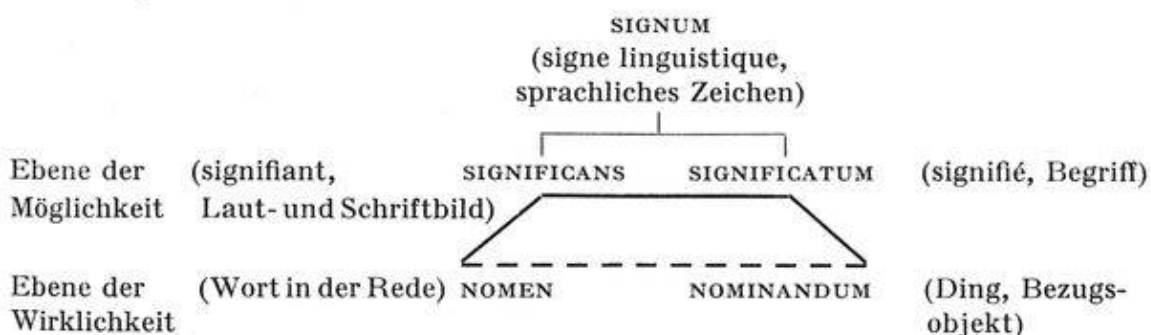 SIGNUM
(signe linguistique,
sprachliches Zeichen)
Ebene der (signifiant, SIGNIFICANS SIGNIFICATUM (signifié, Begriff)
Möglichkeit Laut- und Schriftbild)
Ebene der (Wort in der Rede) NOMEN NOMINANDUM (Ding, Bezugs-
Wirklichkeit objekt)